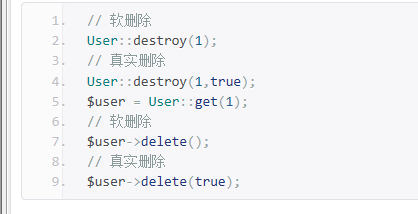 1. // 软删除
2. User::destroy(1);
3. // 真实删除
4. User::destroy(1,true);
5. $user = User::get(1);
6. // 软删除
7. $user->delete();
8. // 真实删除
9. $user->delete(true);